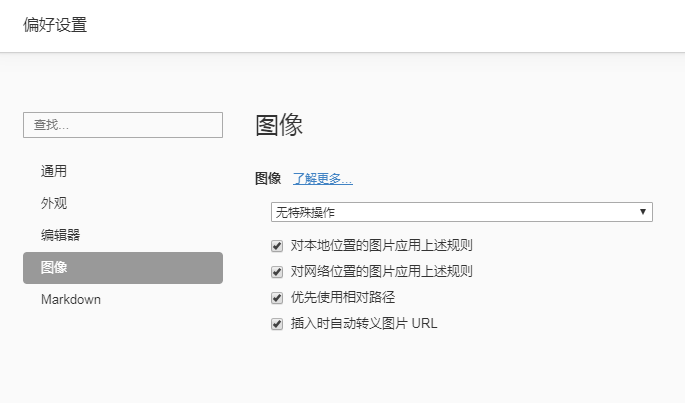 偏好设置
查找...
图像
通用
图像 了解更多...
外观
无特殊操作
编辑器
对本地位置的图片应用上述规则
图像
对网络位置的图片应用上述规则
Markdown
优先使用相对路径
插入时自动转义图片 URL